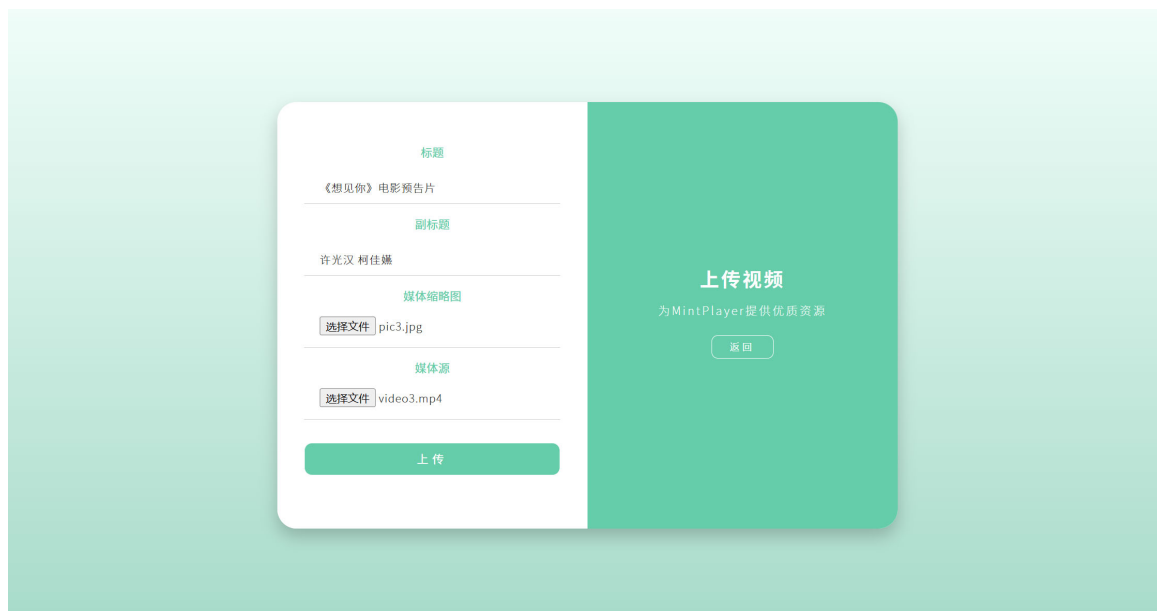 标题
《想见你》电影预告片
副标题
许光汉 柯佳嬿
媒体缩略图
选择文件 pic3.jpg
媒体源
选择文件 video3.mp4
上传
上传视频
为MintPlayer提供优质资源
返回